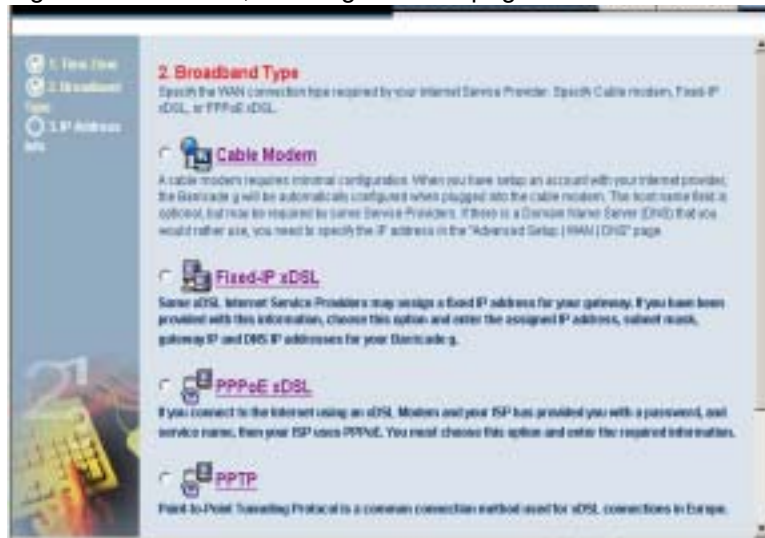 1. Time Zone
2. Broadband
Type
3. IP Address
Info
2. Broadband Type
Specify the WAN connection type required by your Internet Service Provider. Specify Cable modem, Fixed-IP
xDSL, or PPPoE xDSL.
Cable Modem
A cable modem requires minimal configuration. When you have setup an account with your Internet provider,
the Barricade g will be automatically configured when plugged into the cable modem. The host name field is
optional, but may be required by some Service Providers. If there is a Domain Name Server (DNS) that you
would rather use, you need to specify the IP address in the "Advanced Setup | WAN | DNS" page.
Fixed-IP xDSL
Some xDSL Internet Service Providers may assign a fixed IP address for your gateway. If you have been
provided with this information, choose this option and enter the assigned IP address, subnet mask,
gateway IP and DNS IP addresses for your Barricade g.
PPPoE xDSL
If you connect to the Internet using an xDSL Modem and your ISP has provided you with a password, and
service name, then your ISP uses PPPoE. You must choose this option and enter the required information.
PPTP
Point-to-Point Tunneling Protocol is a common connection method used for xDSL connections in Europe.